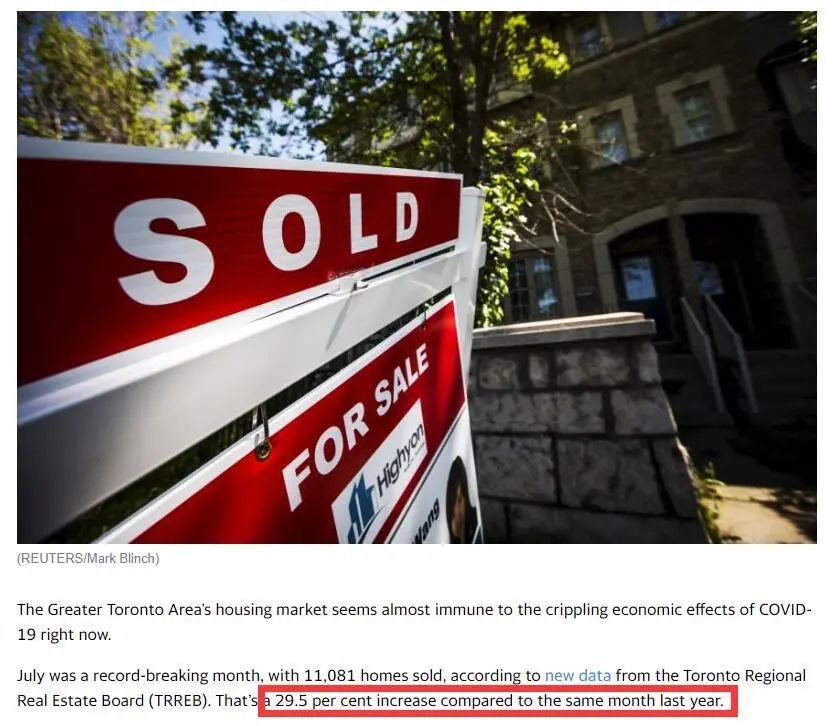 SOLD
FOR SALE
Highyon
Wang
(REUTERS/Mark Blinch)
The Greater Toronto Area's housing market seems almost immune to the crippling economic effects of COVID-
19 right now.
July was a record-breaking month, with 11,081 homes sold, according to new data from the Toronto Regional
Real Estate Board (TRREB). That's a 29.5 per cent increase compared to the same month last year.